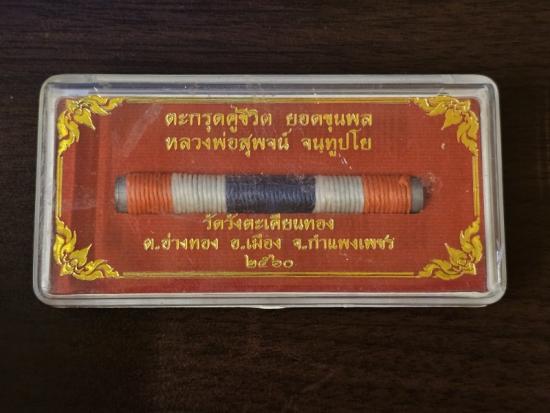 ตะกรุดคู่ชีวิต ยอดขุนพล
หลวงพ่อสุพจน์ จนฺทูปโย
วัดวังตะเคียนทอง
ต.อ่างทอง อ.เมือง จ.กำแพงเพชร
๒๕๖๐